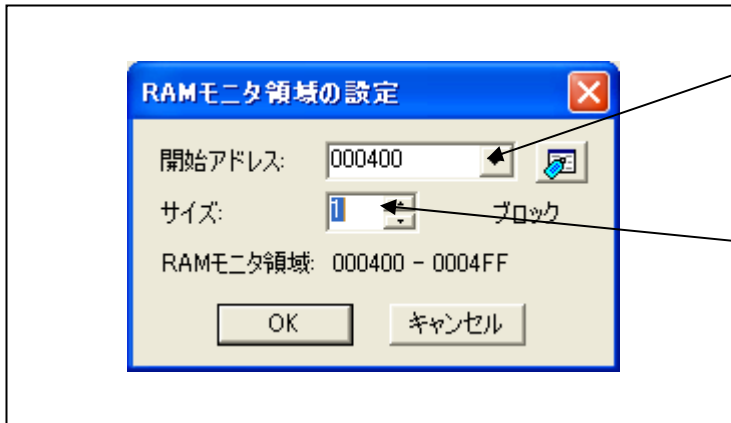 RAMモニタ領域の設定
開始アドレス: 000400
サイズ: 1 ブロック
RAMモニタ領域: 000400 - 0004FF
OK キャンセル